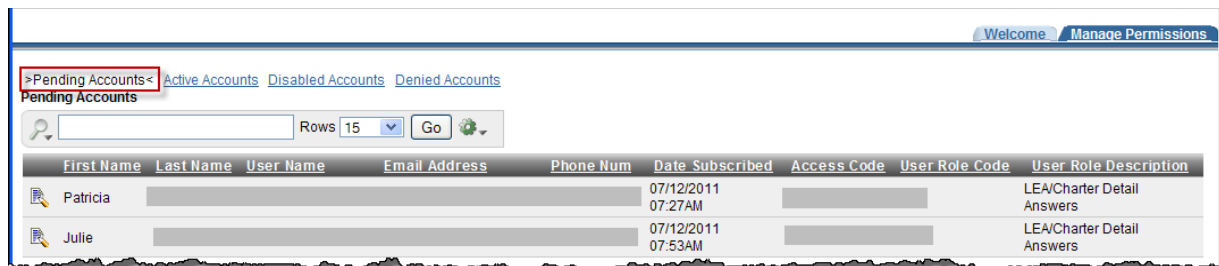 Welcome Manage Permissions
>Pending Accounts< Active Accounts Disabled Accounts Denied Accounts
Pending Accounts
Rows 15 Go
First Name Last Name User Name Email Address Phone Num Date Subscribed Access Code User Role Code User Role Description
Patricia 07/12/2011 LEA/Charter Detail
07:27AM Answers
Julie 07/12/2011 LEA/Charter Detail
07:53AM Answers